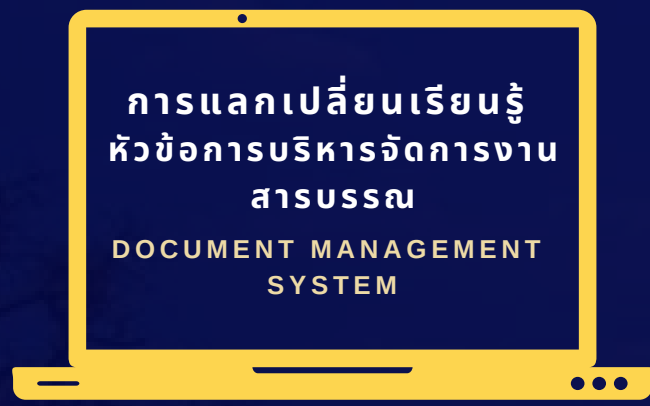 การแลกเปลี่ยนเรียนรู้
หัวข้อการบริหารจัดการงาน
สารบรรณ
DOCUMENT MANAGEMENT
SYSTEM